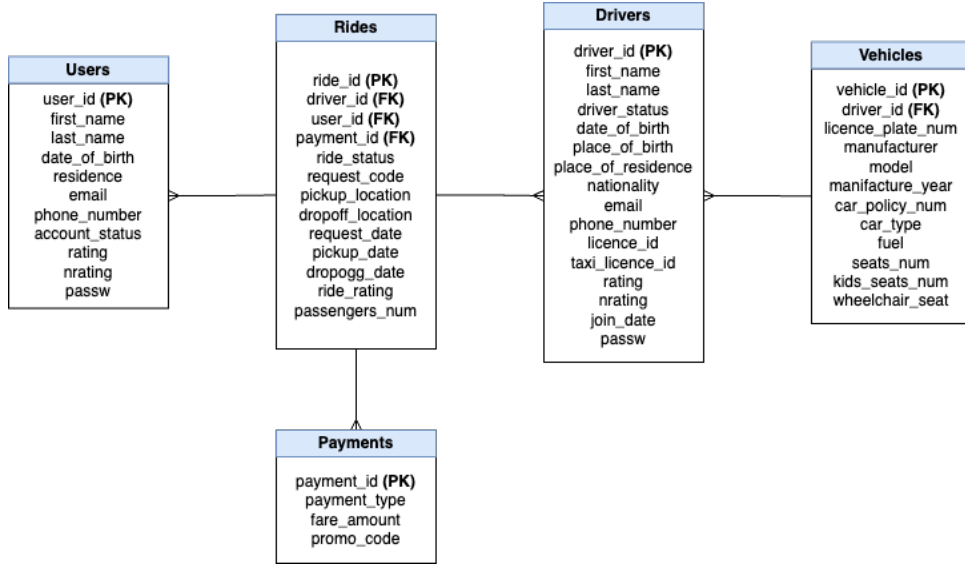 Users
user_id (PK)
first_name
last_name
date_of_birth
residence
email
phone_number
account_status
rating
nrating
passw
Rides
ride_id (PK)
driver_id (FK)
user_id (FK)
payment_id (FK)
ride_status
request_code
pickup_location
dropoff_location
request_date
pickup_date
dropogg_date
ride_rating
passengers_num
Drivers
driver_id (PK)
first_name
last_name
driver_status
date_of_birth
place_of_birth
place_of_residence
nationality
email
phone_number
licence_id
taxi_licence_id
rating
nrating
join_date
passw
Vehicles
vehicle_id (PK)
driver_id (FK)
licence_plate_num
manufacturer
model
manifacture_year
car_policy_num
car_type
fuel
seats_num
kids_seats_num
wheelchair_seat
Payments
payment_id (PK)
payment_type
fare_amount
promo_code